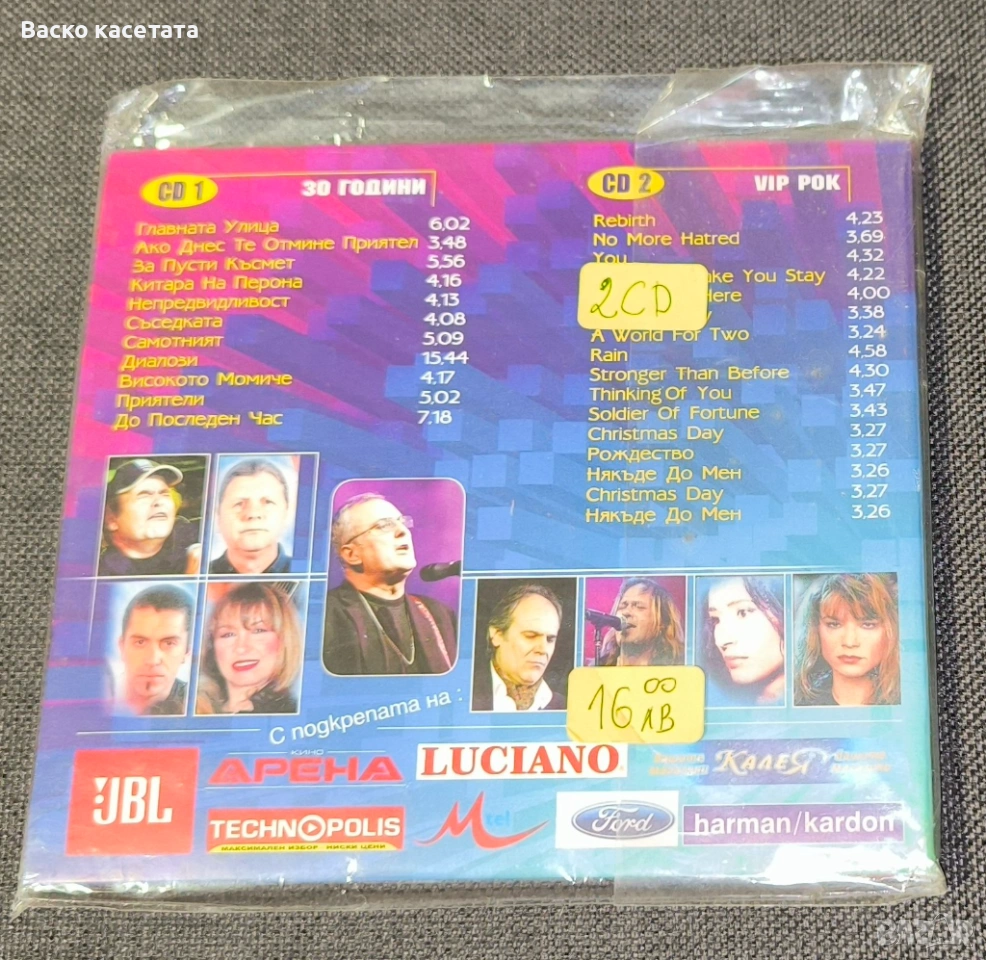 Васко касетата
CD 1 30 ГОДИНИ
Главната Улица 6,02
Ако Днес Те Отмине Приятел 3,48
За Пусти Късмет 5,56
Китара На Перона 4,16
Непредвидливост 4,13
Съседката 4,08
Самотният 5,09
Диалози 15,44
Високото Момиче 4,17
Приятели 5,02
До Последен Час 7,18
CD 2 VIP РОК
Rebirth 4,23
No More Hatred 3,69
You 4,32
You Stay 4,22
Here 4,00
3,38
A World For Two 3,24
Rain 4,58
Stronger Than Before 4,30
Thinking Of You 3,47
Soldier Of Fortune 3,43
Christmas Day 3,27
Рождество 3,27
Някъде До Мен 3,26
Christmas Day 3,27
Някъде До Мен 3,26
2CD
16 00 лв
С подкрепата на :
JBL
КИНО
АРЕНА
LUCIANO
КАЛЕЯ
TECHNOPOLIS
МАКСИМАЛЕН ИЗБОР НИСКИ ЦЕНИ
Mtel
Ford
harman/kardon